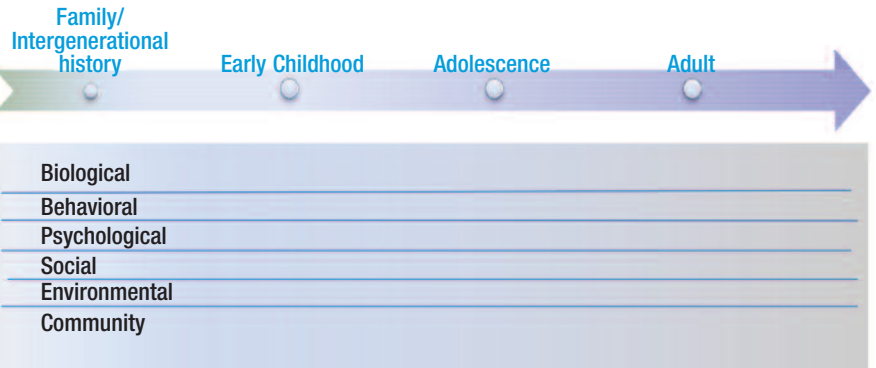 Family/
Intergenerational
history
Early Childhood
Adolescence
Adult
Biological
Behavioral
Psychological
Social
Environmental
Community